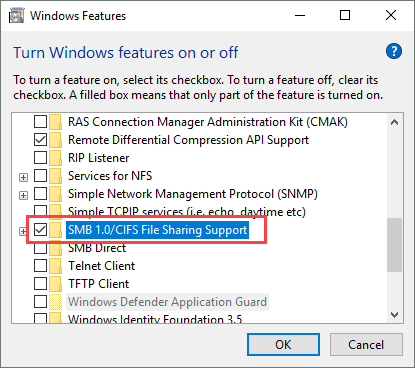 Windows Features
Turn Windows features on or off
To turn a feature on, select its checkbox. To turn a feature off, clear its
checkbox. A filled box means that only part of the feature is turned on.
RAS Connection Manager Administration Kit (CMAK)
Remote Differential Compression API Support
RIP Listener
Services for NFS
Simple Network Management Protocol (SNMP)
Simple TCPIP services (i.e. echo, daytime etc)
SMB 1.0/CIFS File Sharing Support
SMB Direct
Telnet Client
TFTP Client
Windows Defender Application Guard
Windows Identity Foundation 3.5
OK
Cancel